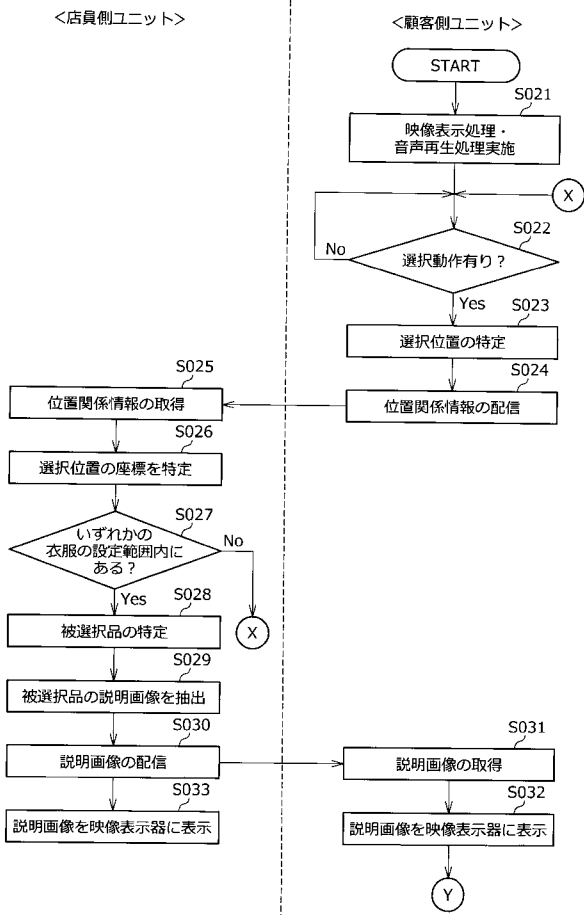 <店員側ユニット>
<顧客側ユニット>
START
S021
映像表示処理・
音声再生処理実施
X
S022
No
選択動作有り？
Yes
S023
選択位置の特定
S024
位置関係情報の配信
S025
位置関係情報の取得
S026
選択位置の座標を特定
S027
いずれかの
衣服の設定範囲内に
ある？
No
Yes
X
S028
被選択品の特定
S029
被選択品の説明画像を抽出
S030
説明画像の配信
S031
説明画像の取得
S033
説明画像を映像表示器に表示
S032
説明画像を映像表示器に表示
Y